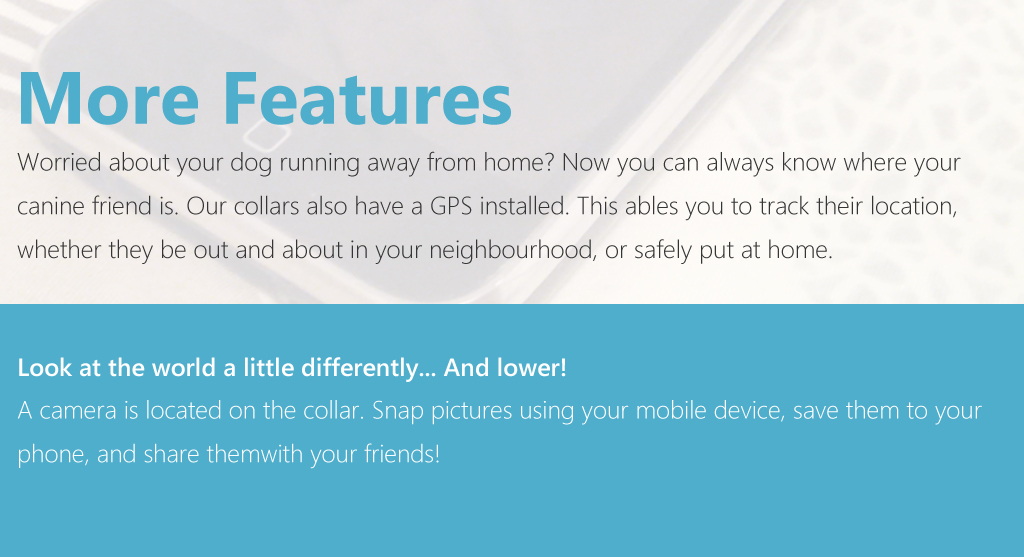 More Features
Worried about your dog running away from home? Now you can always know where your
canine friend is. Our collars also have a GPS installed. This ables you to track their location,
whether they be out and about in your neighbourhood, or safely put at home.
Look at the world a little differently... And lower!
A camera is located on the collar. Snap pictures using your mobile device, save them to your
phone, and share themwith your friends!